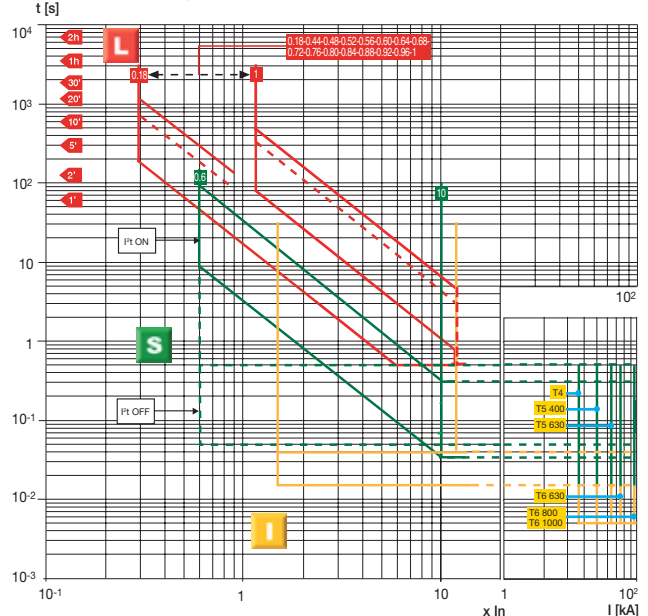 t [s]
10⁴
2h
L
0.18-0.44-0.48-0.52-0.56-0.60-0.64-0.68-
0.72-0.76-0.80-0.84-0.88-0.92-0.96-1
1h
0.18
1
30'
20'
10³
10'
5'
10²
2'
0.6
10
1'
I²t ON
10
10²
1
S
T4
T5 400
I²t OFF
10⁻¹
T5 630
10⁻²
T6 630
T6 800
T6 1000
I
10⁻³
10⁻¹
1
10
1
10
10²
x In
I [kA]